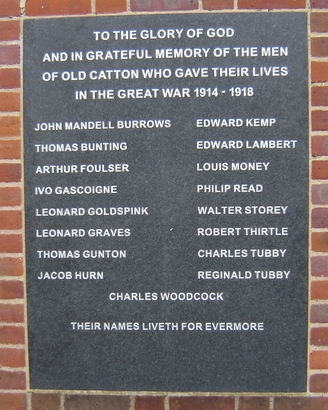 TO THE GLORY OF GOD
AND IN GRATEFUL MEMORY OF THE MEN
OF OLD CATTON WHO GAVE THEIR LIVES
IN THE GREAT WAR 1914 - 1918
JOHN MANDELL BURROWS EDWARD KEMP
THOMAS BUNTING EDWARD LAMBERT
ARTHUR FOULSER LOUIS MONEY
IVO GASCOIGNE PHILIP READ
LEONARD GOLDSPINK WALTER STOREY
LEONARD GRAVES ROBERT THIRTLE
THOMAS GUNTON CHARLES TUBBY
JACOB HURN REGINALD TUBBY
CHARLES WOODCOCK
THEIR NAMES LIVETH FOR EVERMORE